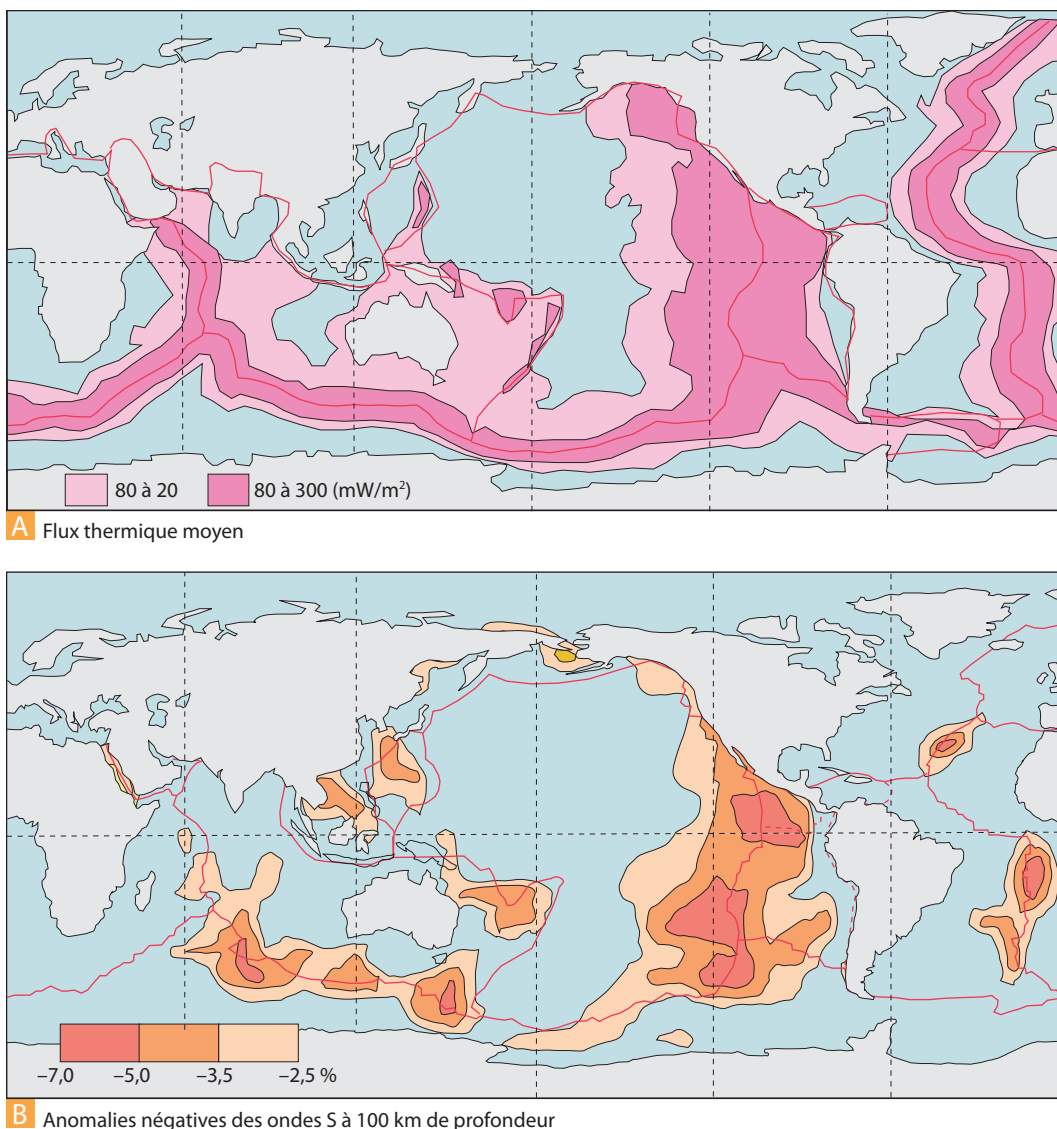 80 à 20
80 à 300 (mW/m²)
A Flux thermique moyen
−7,0 −5,0 −3,5 −2,5 %
B Anomalies négatives des ondes S à 100 km de profondeur